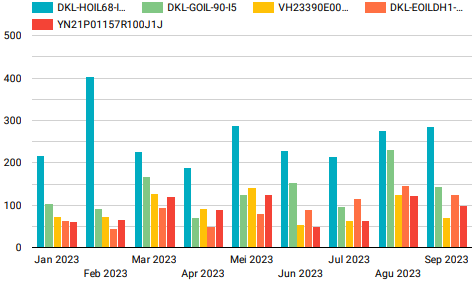 DKL-HOIL68-I... DKL-GOIL-90-I5 VH23390E00... DKL-EOILDH1-...
YN21P01157R100J1J
500
400
300
200
100
0
Jan 2023 Mar 2023 Mei 2023 Jul 2023 Sep 2023
Feb 2023 Apr 2023 Jun 2023 Agu 2023